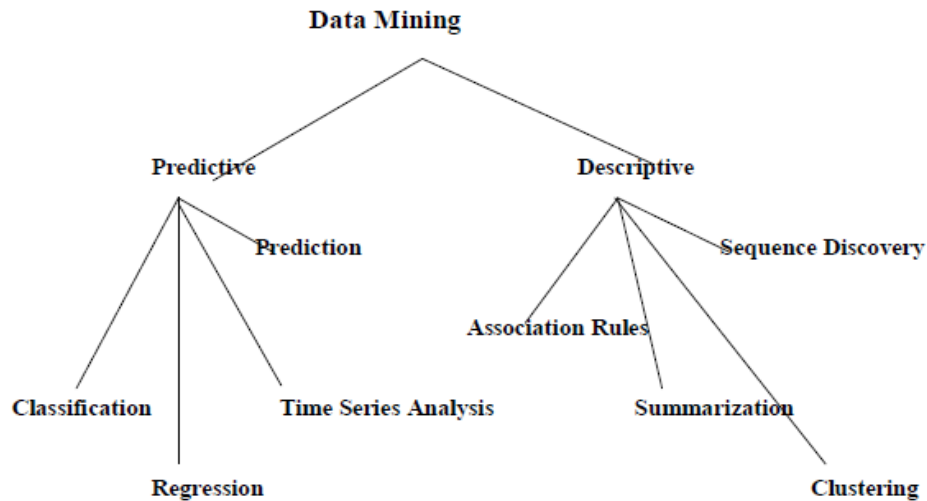 Data Mining
Predictive
Descriptive
Prediction
Sequence Discovery
Association Rules
Classification
Time Series Analysis
Summarization
Regression
Clustering